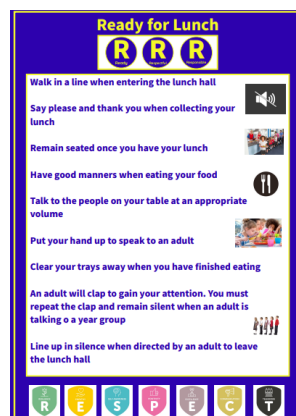 Ready for Lunch
R R R
Ready Respectful Responsible
Walk in a line when entering the lunch hall
Say please and thank you when collecting your
lunch
Remain seated once you have your lunch
Have good manners when eating your food
Talk to the people on your table at an appropriate
volume
Put your hand up to speak to an adult
Clear your trays away when you have finished eating
An adult will clap to gain your attention. You must
repeat the clap and remain silent when an adult is
talking o a year group
Line up in silence when directed by an adult to leave
the lunch hall
R E S P E C T